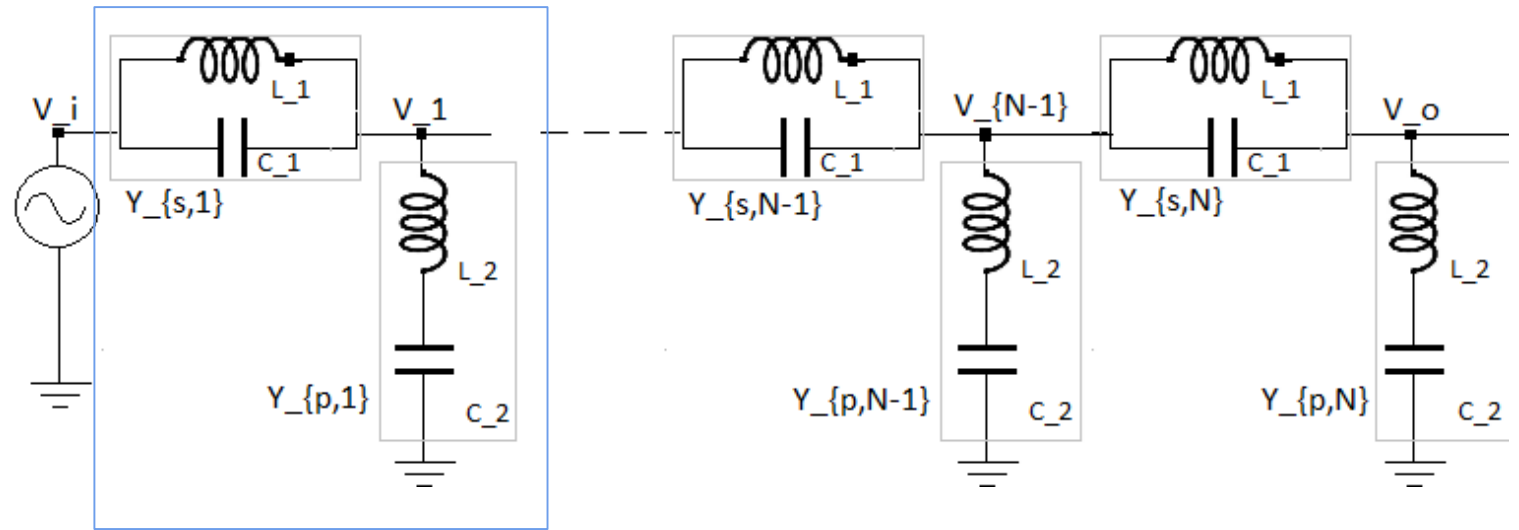 V_i
L_1
C_1
Y_{s,1}
V_1
L_2
Y_{p,1}
C_2
L_1
C_1
Y_{s,N-1}
V_{N-1}
L_2
Y_{p,N-1}
C_2
L_1
C_1
Y_{s,N}
V_o
L_2
Y_{p,N}
C_2